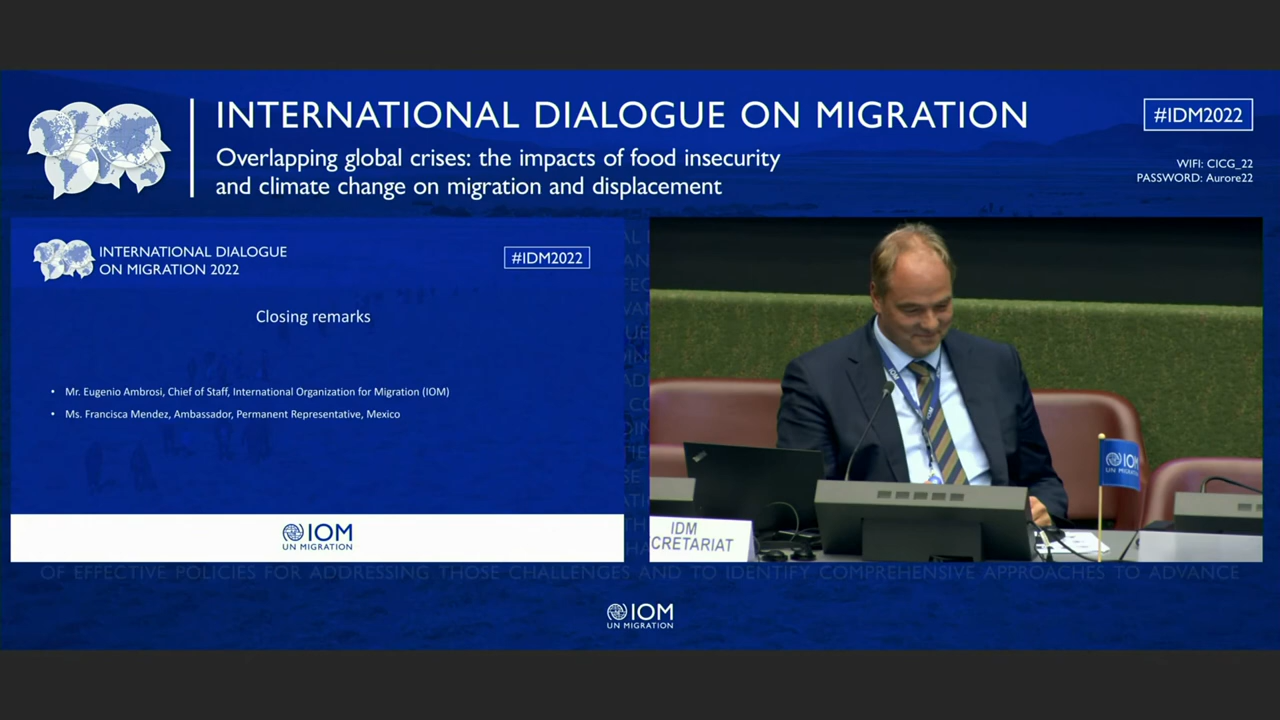 INTERNATIONAL DIALOGUE ON MIGRATION
Overlapping global crises: the impacts of food insecurity
and climate change on migration and displacement
#IDM2022
WIFI: CICG_22
PASSWORD: Aurore22
INTERNATIONAL DIALOGUE
ON MIGRATION 2022
#IDM2022
Closing remarks
• Mr. Eugenio Ambrosi, Chief of Staff, International Organization for Migration (IOM)
• Ms. Francisca Mendez, Ambassador, Permanent Representative, Mexico
IOM
UN MIGRATION
IOM
IOM
UN MIGRATION
IDM
CRETARIAT
OF EFFECTIVE POLICIES FOR ADDRESSING THOSE CHALLENGES AND TO IDENTIFY COMPREHENSIVE APPROACHES TO ADVANCE
IOM
UN MIGRATION